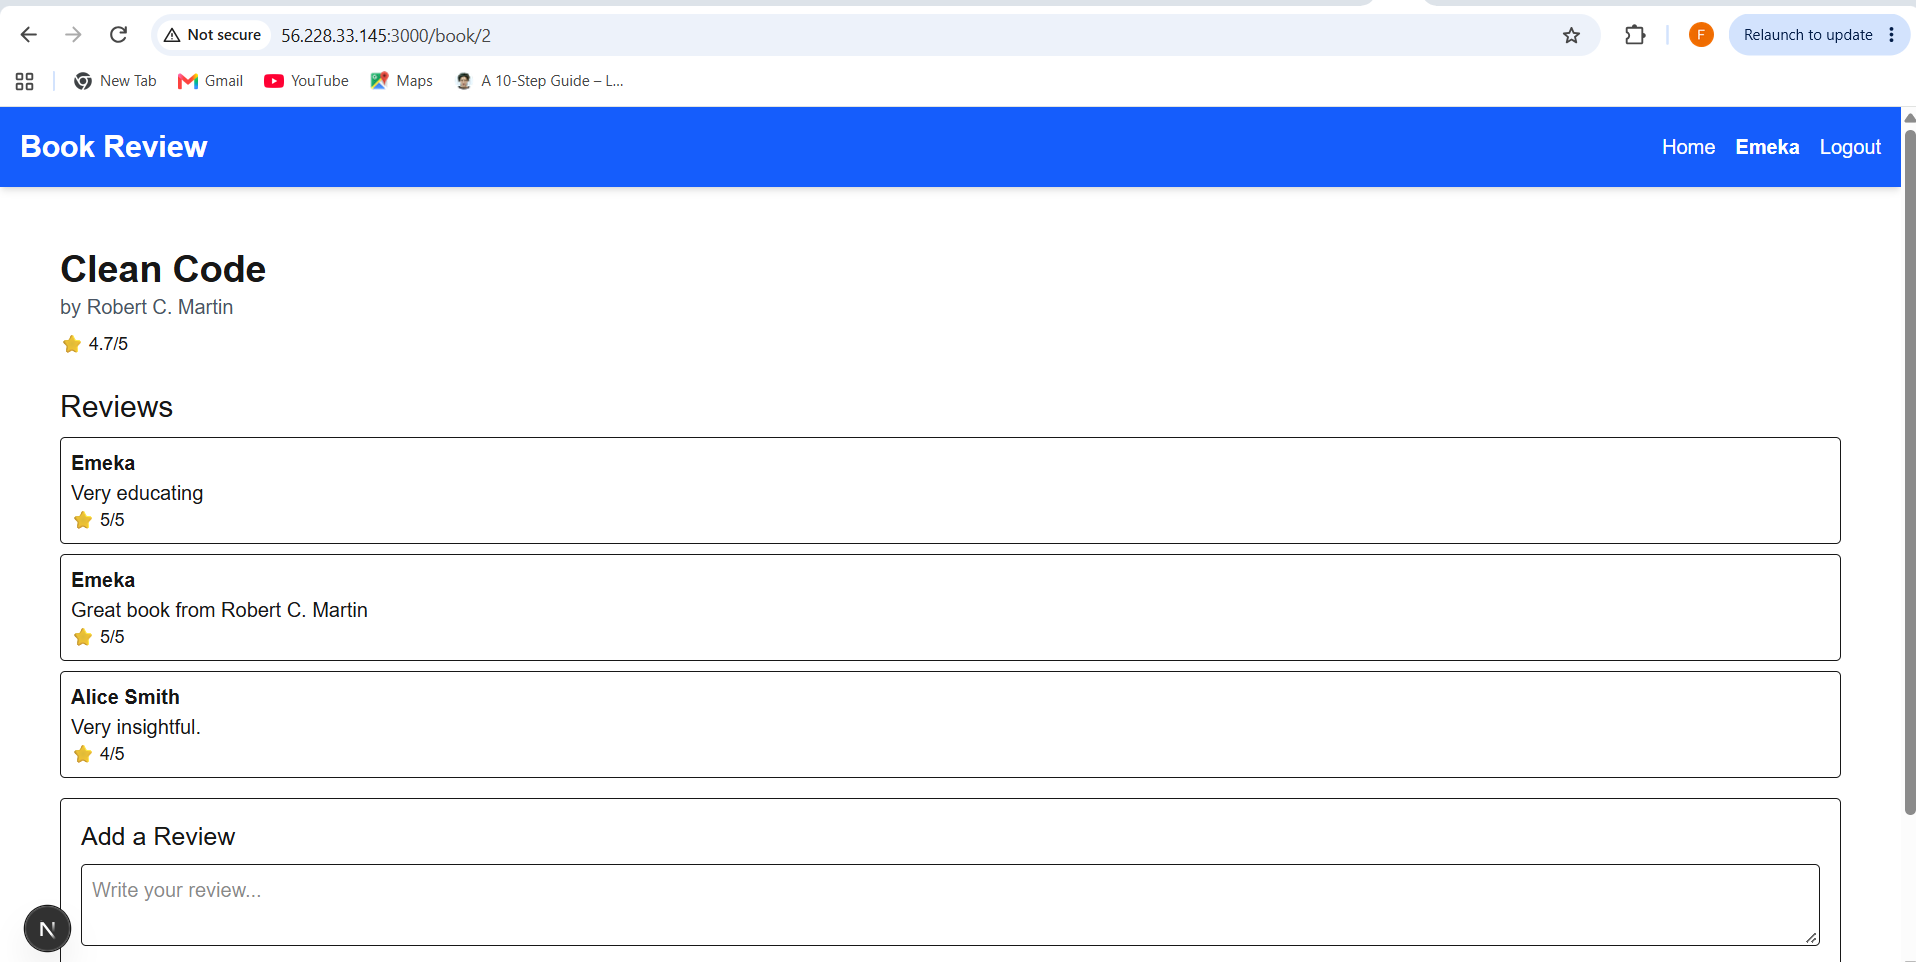 Not secure
56.228.33.145:3000/book/2
F
Relaunch to update
New Tab
Gmail
YouTube
Maps
A 10-Step Guide – L...
Book Review
Home
Emeka
Logout
Clean Code
by Robert C. Martin
4.7/5
Reviews
Emeka
Very educating
5/5
Emeka
Great book from Robert C. Martin
5/5
Alice Smith
Very insightful.
4/5
Add a Review
Write your review...
N